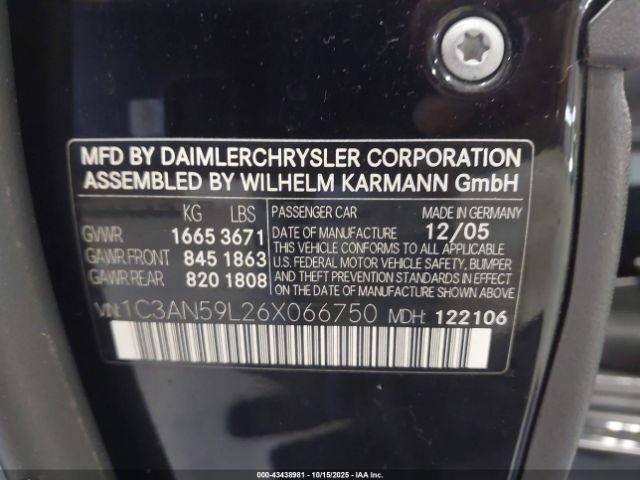 MFD BY DAIMLERCHRYSLER CORPORATION
ASSEMBLED BY WILHELM KARMANN GmbH
KG LBS
GVWR 1665 3671
GAWR FRONT 845 1863
GAWR REAR 820 1808
PASSENGER CAR MADE IN GERMANY
DATE OF MANUFACTURE 12/05
THIS VEHICLE CONFORMS TO ALL APPLICABLE
U.S. FEDERAL MOTOR VEHICLE SAFETY, BUMPER
AND THEFT PREVENTION STANDARDS IN EFFECT
ON THE DATE OF MANUFACTURE SHOWN ABOVE.
VIN: 1C3AN59L26X066750 MDH: 122106
000-43438981 - 10/15/2025 - IAA Inc.